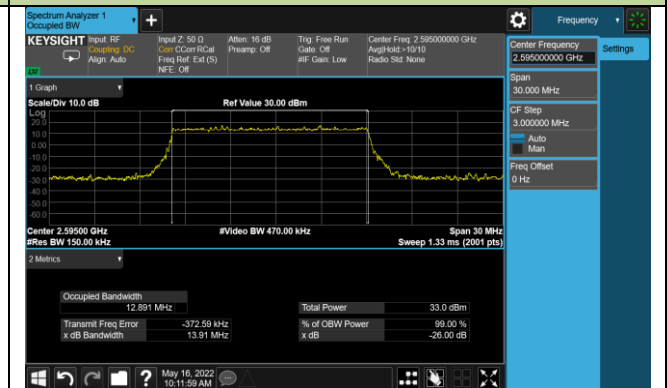 Spectrum Analyzer 1
Occupied BW
+
Frequency
KEYSIGHT
Input: RF
Coupling: DC
Align: Auto
Input Z: 50 Ω
Corr CCorr RCal
Freq Ref: Ext (S)
NFE: Off
Atten: 16 dB
Preamp: Off
Trig: Free Run
Gate: Off
#IF Gain: Low
Center Freq: 2.595000000 GHz
Avg|Hold:>10/10
Radio Std: None
Center Frequency
2.595000000 GHz
Settings
Span
30.000 MHz
CF Step
3.000000 MHz
Auto
Man
Freq Offset
0 Hz
1 Graph
Scale/Div 10.0 dB
Ref Value 30.00 dBm
Log
20.0
10.0
0.00
-10.0
-20.0
-30.0
-40.0
-50.0
-60.0
Center 2.59500 GHz
#Video BW 470.00 kHz
Span 30 MHz
#Res BW 150.00 kHz
Sweep 1.33 ms (2001 pts)
2 Metrics
Occupied Bandwidth
12.891 MHz
Total Power
33.0 dBm
Transmit Freq Error
-372.59 kHz
% of OBW Power
99.00 %
x dB Bandwidth
13.91 MHz
x dB
-26.00 dB
?
May 16, 2022
10:11:59 AM